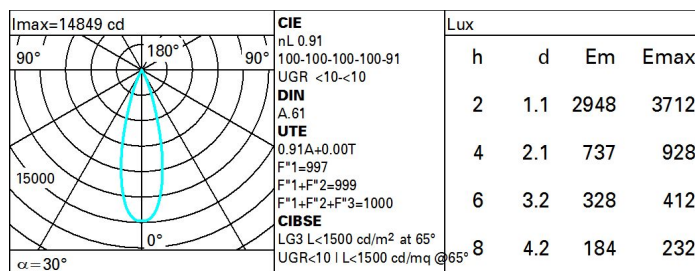 Imax=14849 cd
90°
180°
90°
15000
0°
α=30°
CIE
nL 0.91
100-100-100-100-91
UGR <10-<10
DIN
A.61
UTE
0.91A+0.00T
F"1=997
F"1+F"2=999
F"1+F"2+F"3=1000
CIBSE
LG3 L<1500 cd/m² at 65°
UGR<10 | L<1500 cd/mq @65°
Lux
h d Em Emax
2 1.1 2948 3712
4 2.1 737 928
6 3.2 328 412
8 4.2 184 232